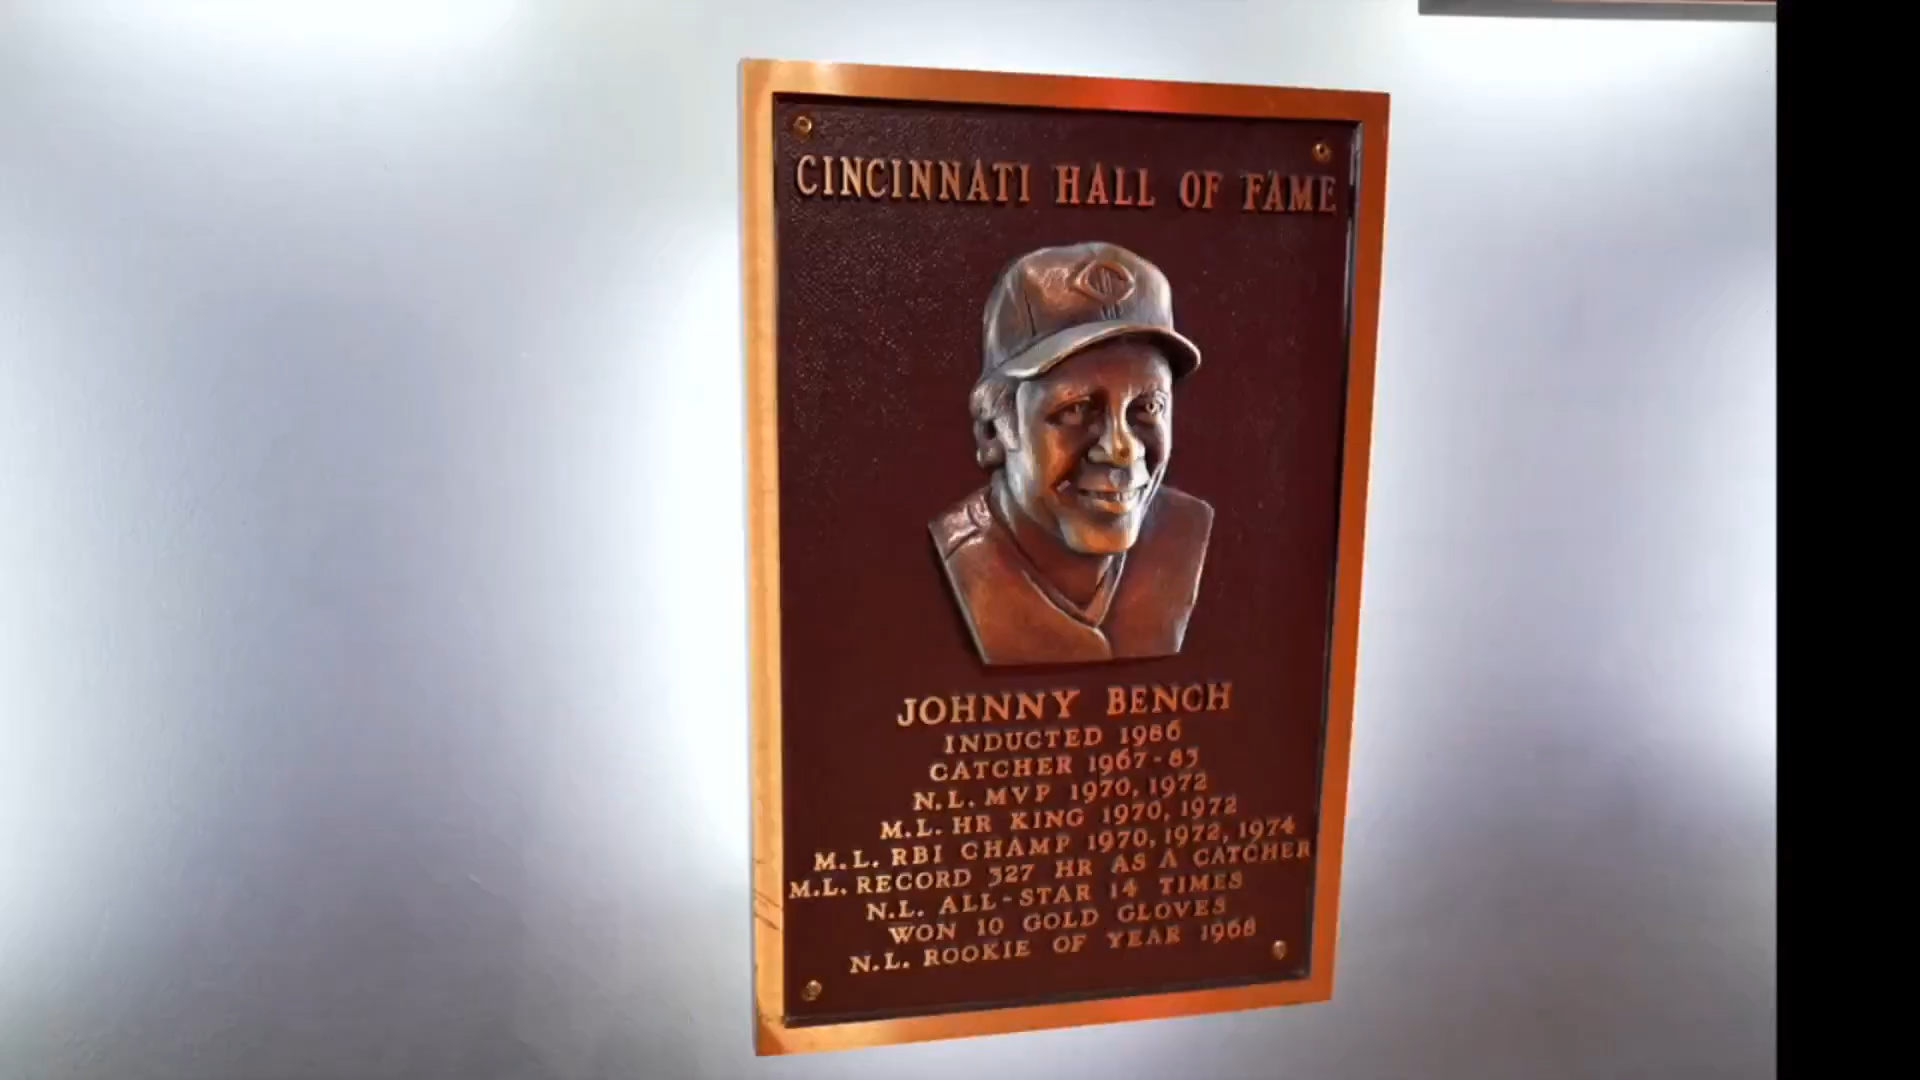 CINCINNATI HALL OF FAME
JOHNNY BENCH
INDUCTED 1986
CATCHER 1967-83
N.L. MVP 1970, 1972
M.L. HR KING 1970, 1972
M.L. RBI CHAMP 1970, 1972, 1974
M.L. RECORD 327 HR AS A CATCHER
N.L. ALL-STAR 14 TIMES
WON 10 GOLD GLOVES
N.L. ROOKIE OF YEAR 1968